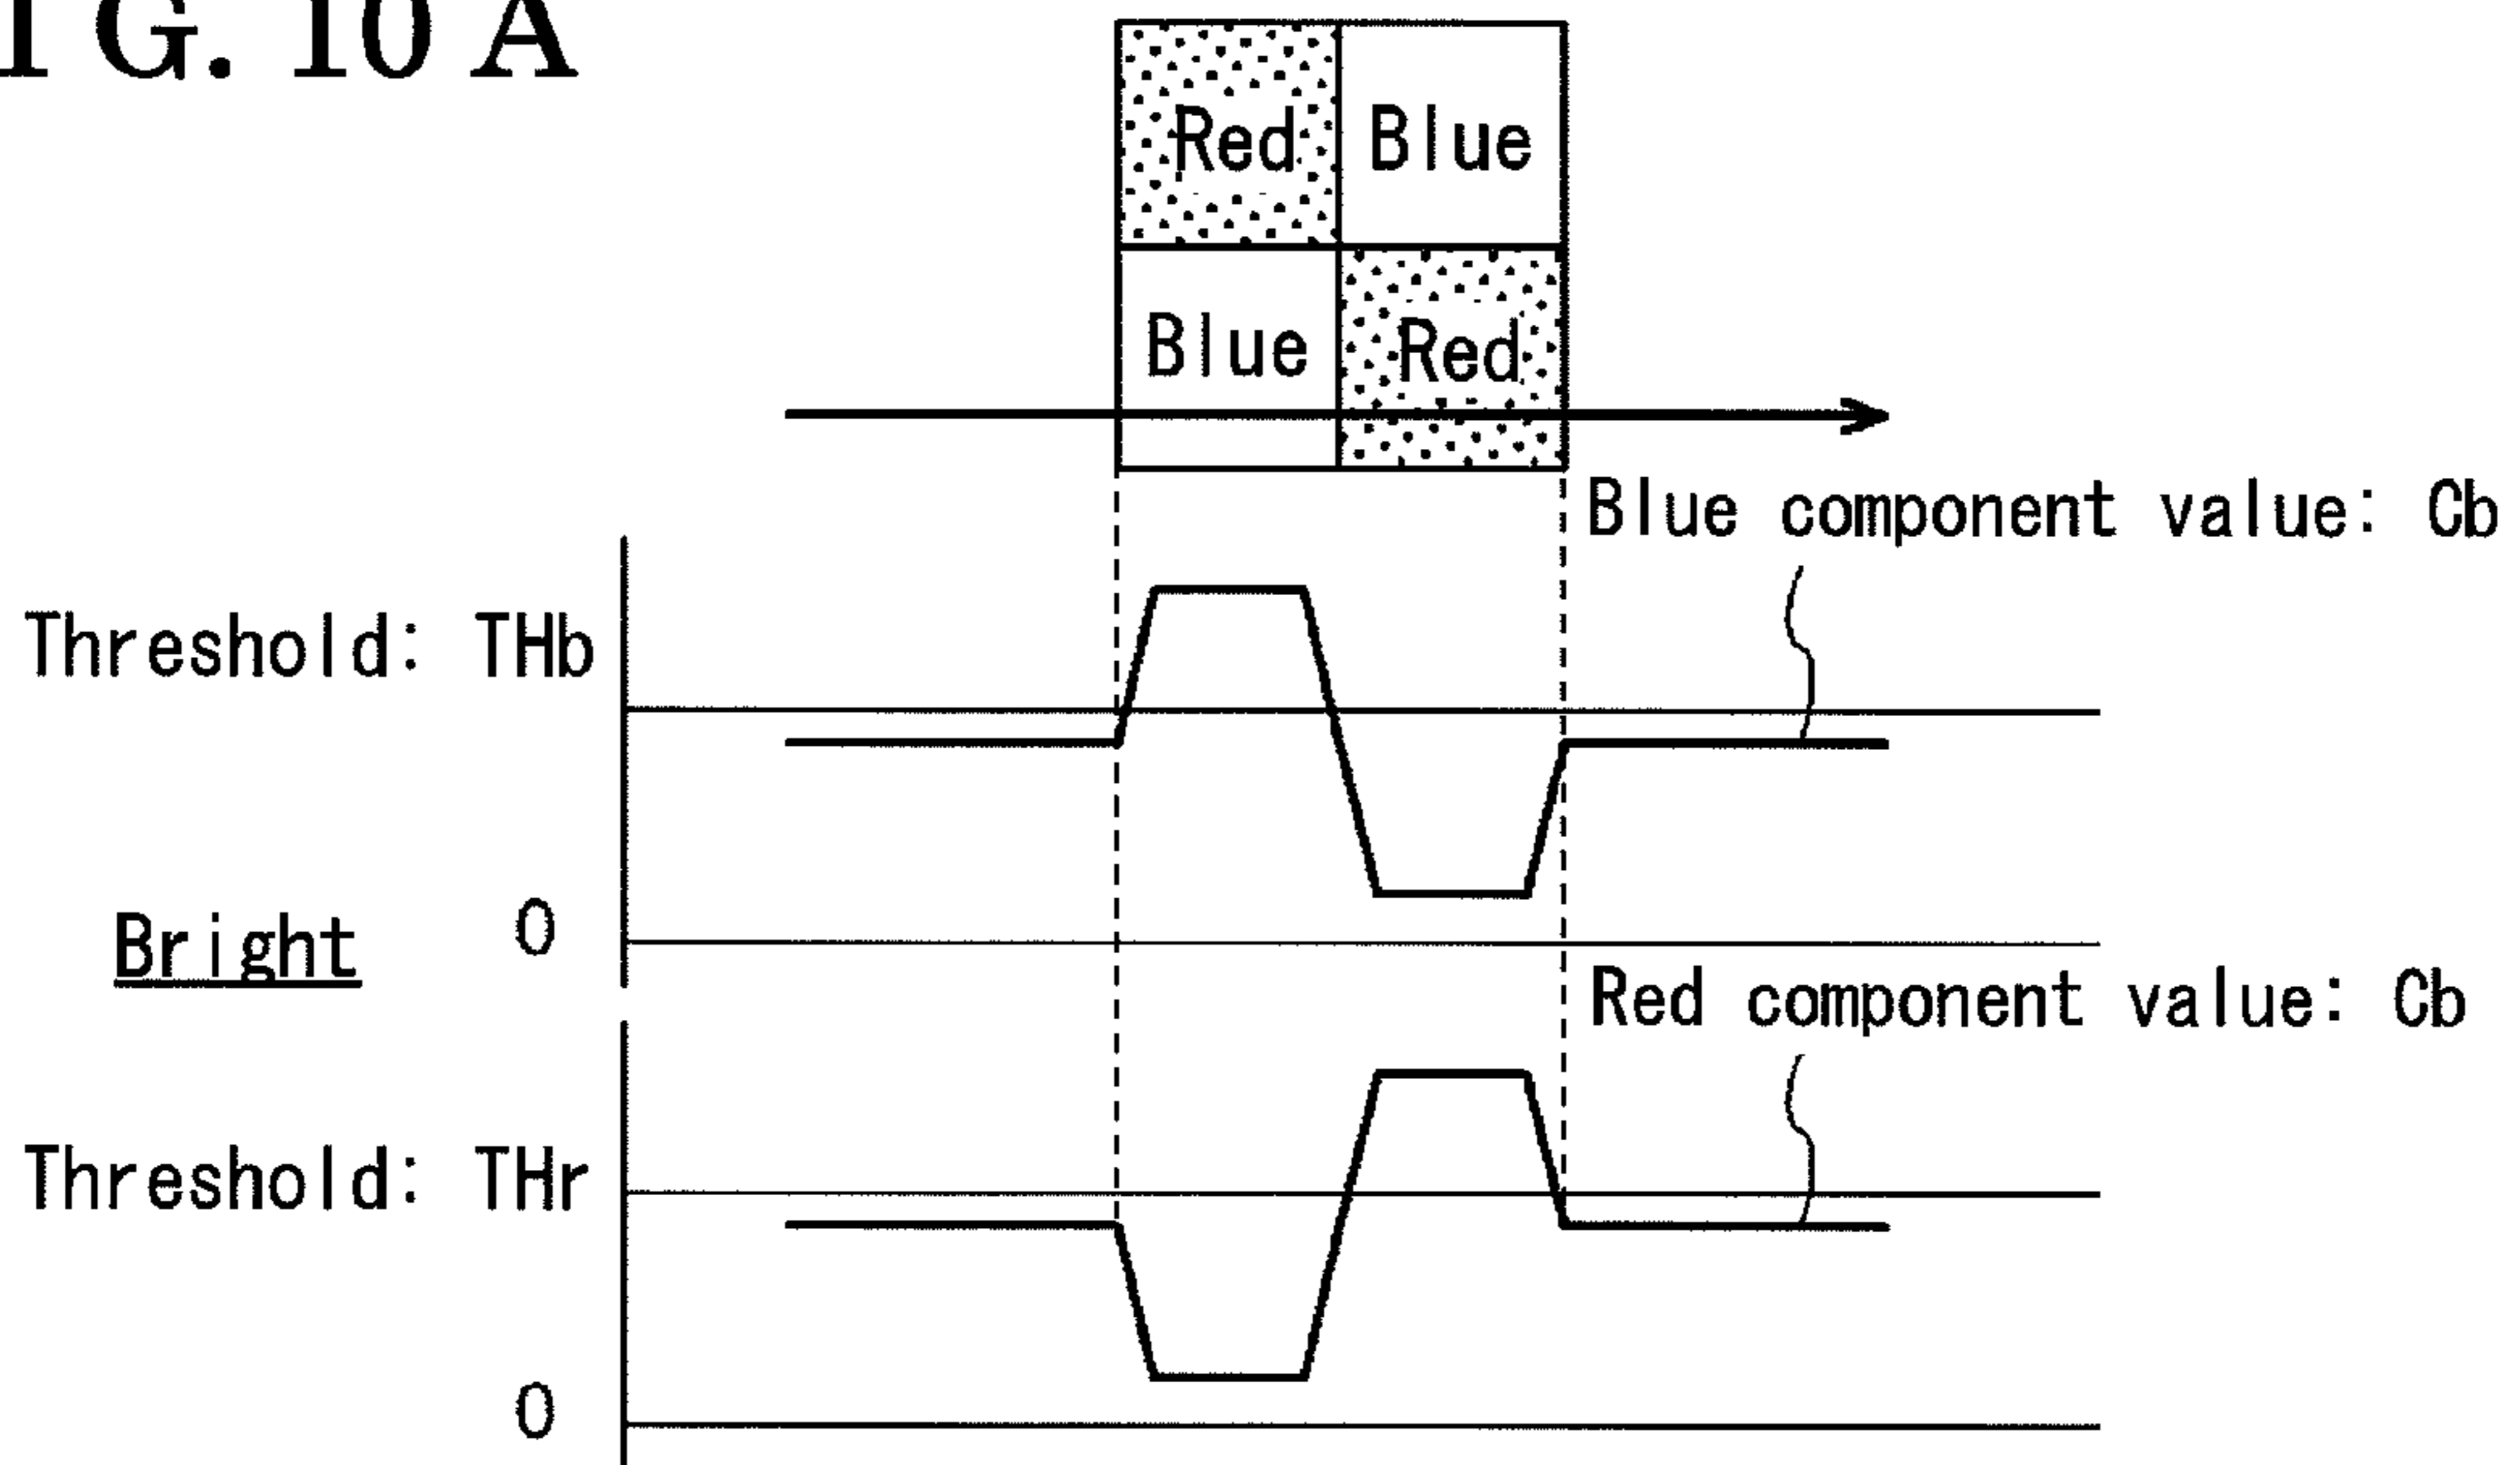 IG. 10 A
Red Blue
Blue Red
Blue component value: Cb
Threshold: THb
0
Bright
Red component value: Cb
Threshold: THr
0